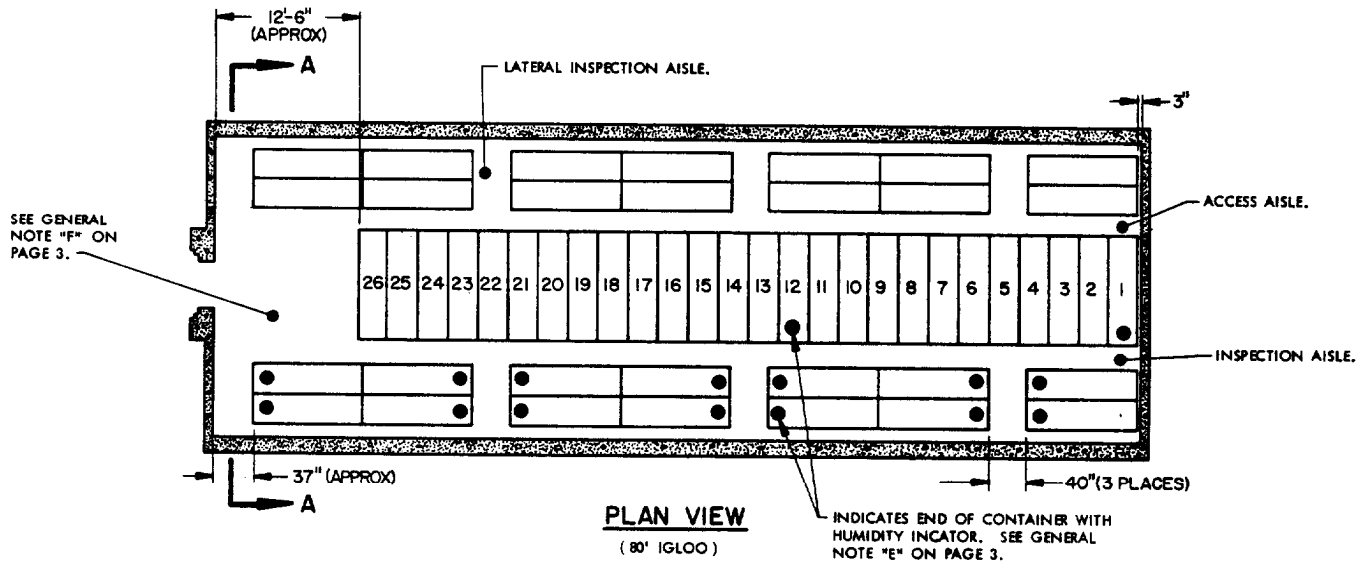 12'-6"
(APPROX)
A
LATERAL INSPECTION AISLE.
3"
ACCESS AISLE.
SEE GENERAL
NOTE "F" ON
PAGE 3.
26 25 24 23 22 21 20 19 18 17 16 15 14 13 12 11 10 9 8 7 6 5 4 3 2 1
INSPECTION AISLE.
37" (APPROX)
A
40" (3 PLACES)
PLAN VIEW
(80' IGLOO)
INDICATES END OF CONTAINER WITH
HUMIDITY INCATOR. SEE GENERAL
NOTE "E" ON PAGE 3.